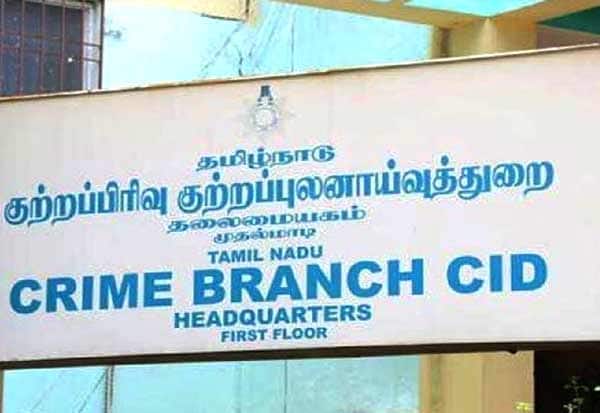 தமிழ்நாடு
குற்றப்பிரிவு குற்றப்புலனாய்வுத்துறை
தலைமையகம்
முதல்மாடி
TAMIL NADU
CRIME BRANCH CID
HEADQUARTERS
FIRST FLOOR